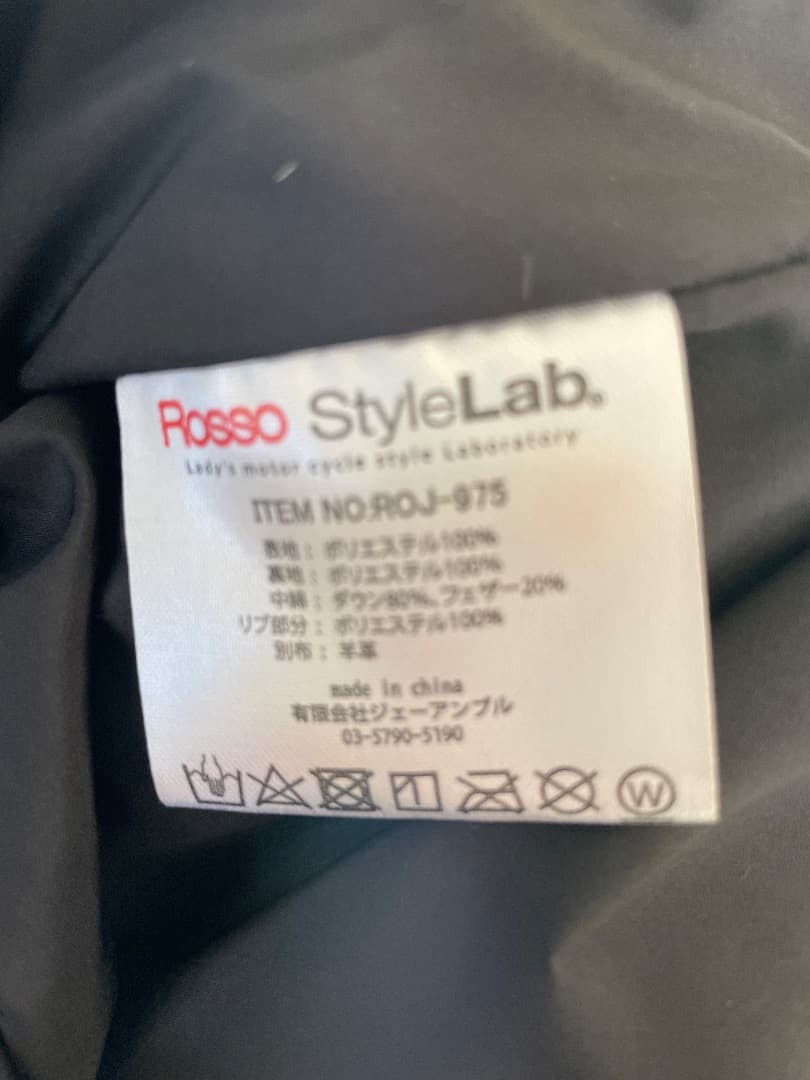 Rosso StyleLab.
Lady's motor cycle style Laboratory
ITEM NO:ROJ-975
表地：ポリエステル100%
裏地：ポリエステル100%
中綿：ダウン80%、フェザー20%
リブ部分：ポリエステル100%
別布：羊革
made in china
有限会社ジェーアンブル
03-5790-5190
W